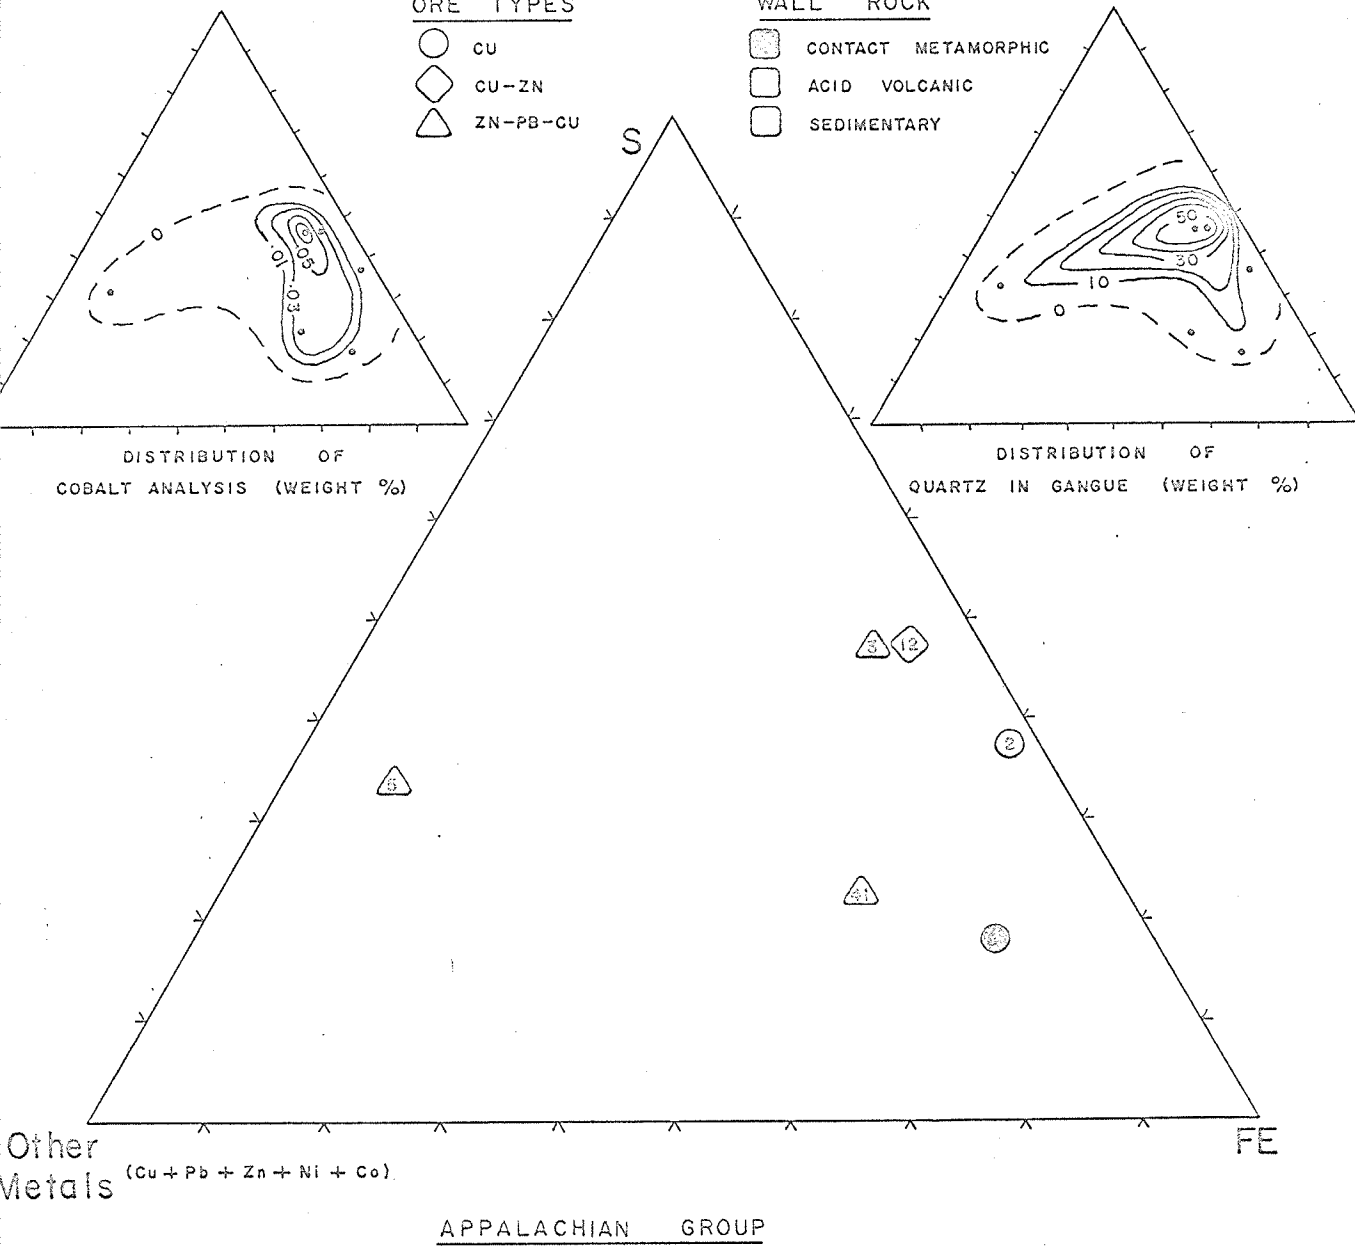 ORE TYPES
CU
CU-ZN
ZN-PB-CU
WALL ROCK
CONTACT METAMORPHIC
ACID VOLCANIC
SEDIMENTARY
0
.01
.05
.03
DISTRIBUTION OF
COBALT ANALYSIS (WEIGHT %)
50
30
10
0
DISTRIBUTION OF
QUARTZ IN GANGUE (WEIGHT %)
S
3
12
2
41
Other
Metals (Cu + Pb + Zn + Ni + Co)
FE
APPALACHIAN GROUP